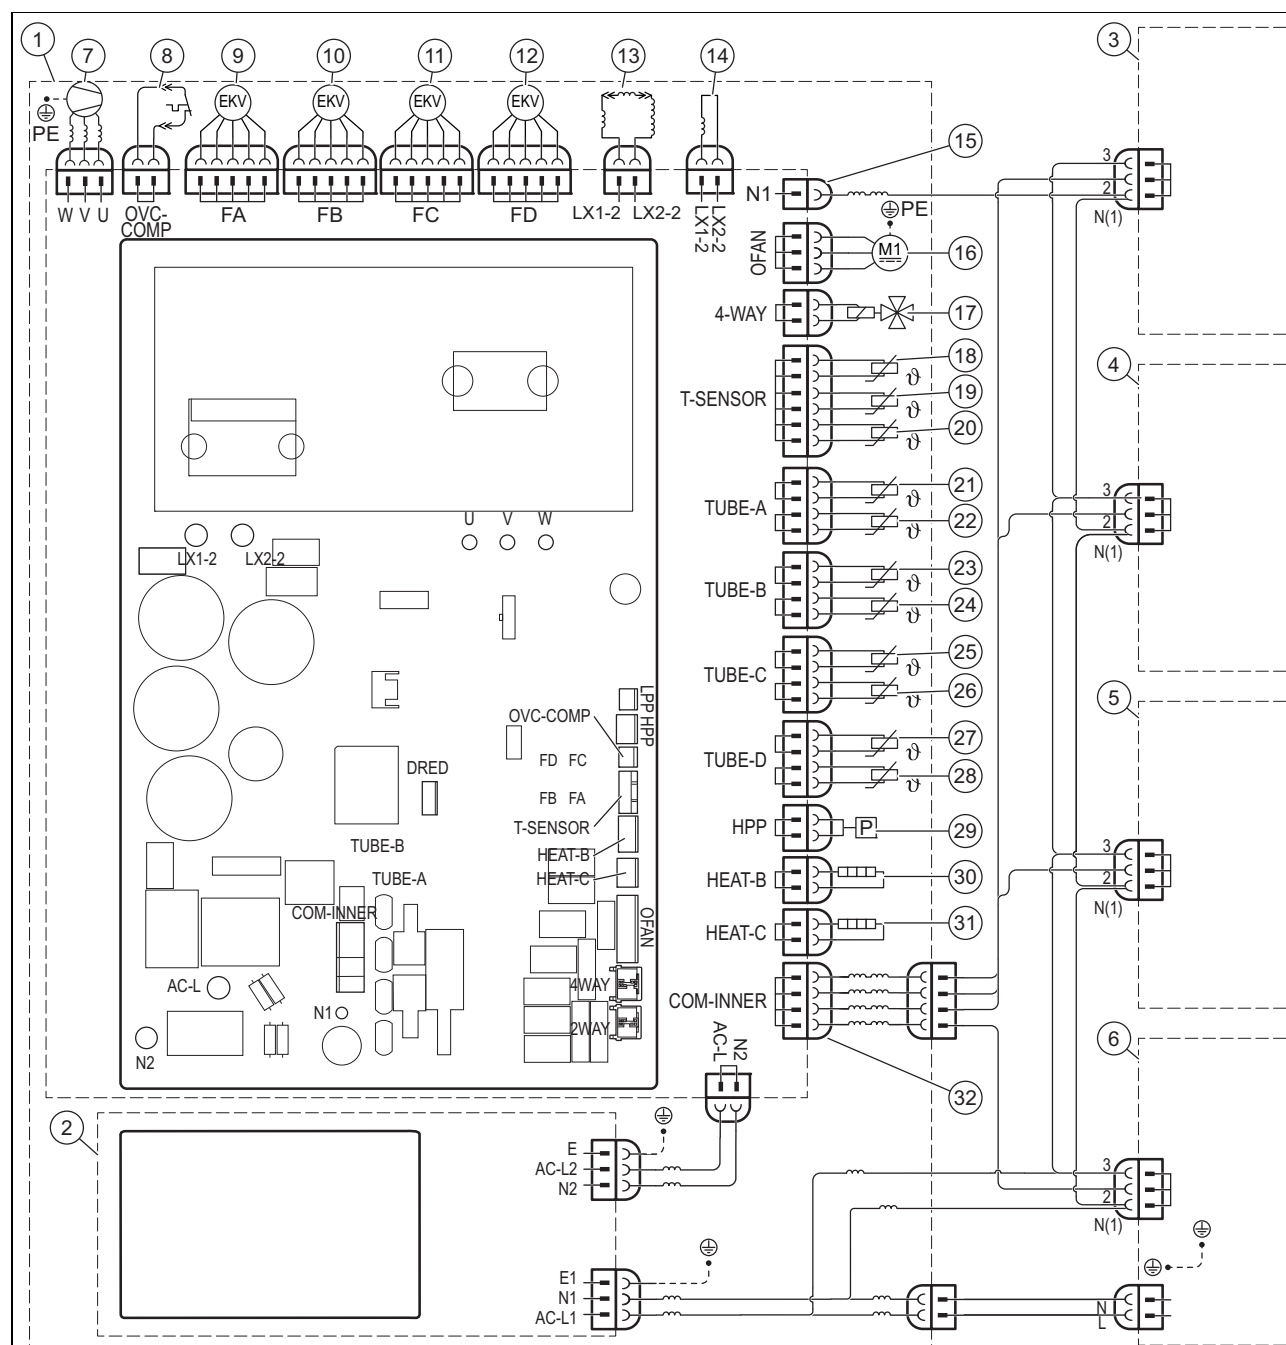 1
7
8
9
10
11
12
13
14
3
EKV
EKV
EKV
EKV
PE
W V U
OVC-
COMP
FA
FB
FC
FD
LX1-2
LX2-2
LX1-2
LX2-2
N1
15
PE
3
2
N(1)
OFAN
M1
16
4-WAY
17
T-SENSOR
18
ϑ
19
ϑ
20
ϑ
4
TUBE-A
21
ϑ
22
ϑ
3
2
N(1)
U
V
W
LX1-2
LX2-2
TUBE-B
23
ϑ
24
ϑ
TUBE-C
25
ϑ
26
ϑ
5
LPP
HPP
OVC-COMP
FD
FC
TUBE-D
27
ϑ
28
ϑ
DRED
FB
FA
T-SENSOR
HPP
P
29
TUBE-B
HEAT-B
3
2
N(1)
TUBE-A
HEAT-C
HEAT-B
30
COM-INNER
OFAN
HEAT-C
31
AC-L
4WAY
COM-INNER
N1
2WAY
N2
AC-L
N2
6
32
2
E
AC-L2
N2
3
2
N(1)
E1
N1
AC-L1
N
L